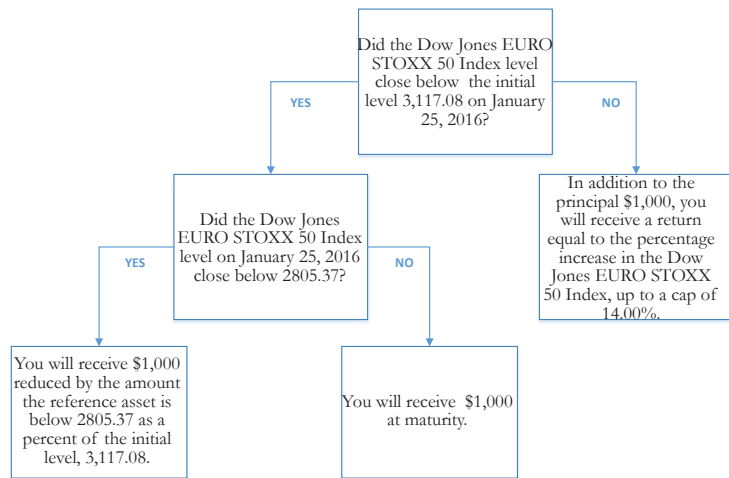 Did the Dow Jones EURO
STOXX 50 Index level
close below the initial
level 3,117.08 on January
25, 2016?
YES
NO
Did the Dow Jones
EURO STOXX 50 Index
level on January 25, 2016
close below 2805.37?
In addition to the
principal $1,000, you
will receive a return
equal to the percentage
increase in the Dow
Jones EURO STOXX
50 Index, up to a cap of
14.00%.
YES
NO
You will receive $1,000
reduced by the amount
the reference asset is
below 2805.37 as a
percent of the initial
level, 3,117.08.
You will receive $1,000
at maturity.